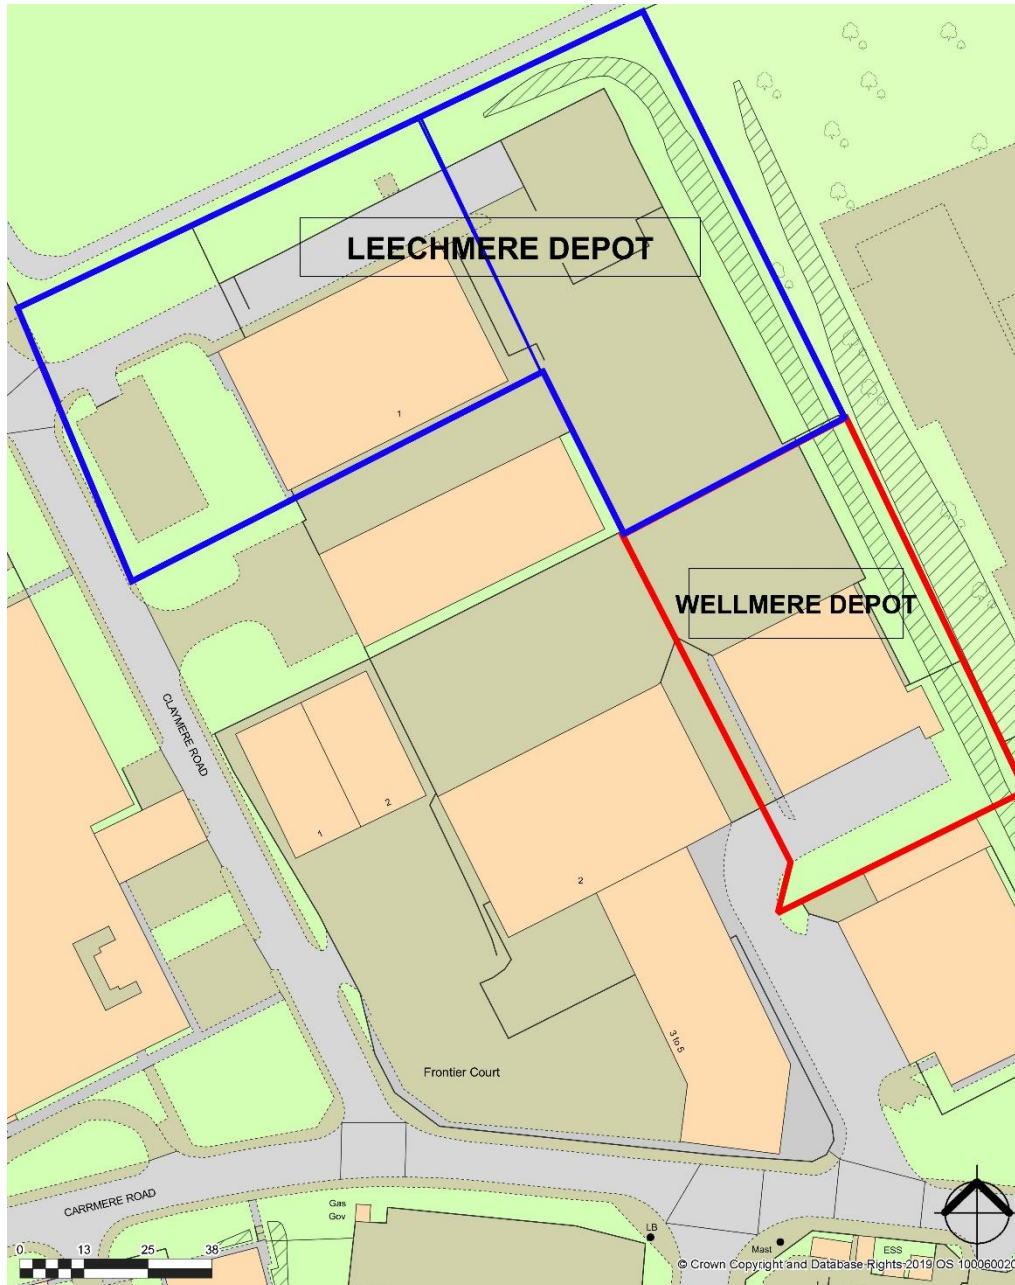 LEECHMERE DEPOT
1
WELLMERE DEPOT
CLAYMERE ROAD
1
2
2
3 to 5
Frontier Court
CARRMERE ROAD
Gas
Gov
LB
Mast
ESS
0 13 25 38
© Crown Copyright and Database Rights 2019 OS 100060020